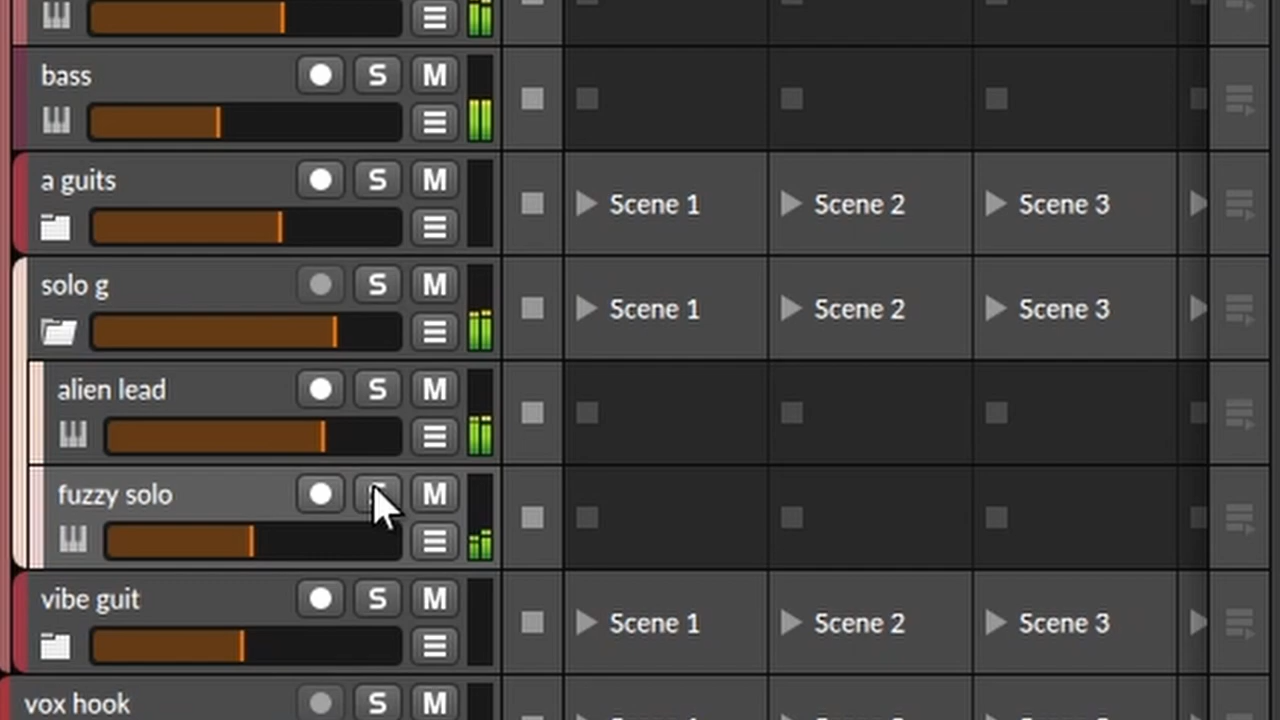 bass S M
a guits S M Scene 1 Scene 2 Scene 3
solo g S M Scene 1 Scene 2 Scene 3
alien lead S M
fuzzy solo M
vibe guit S M Scene 1 Scene 2 Scene 3
vox hook S M